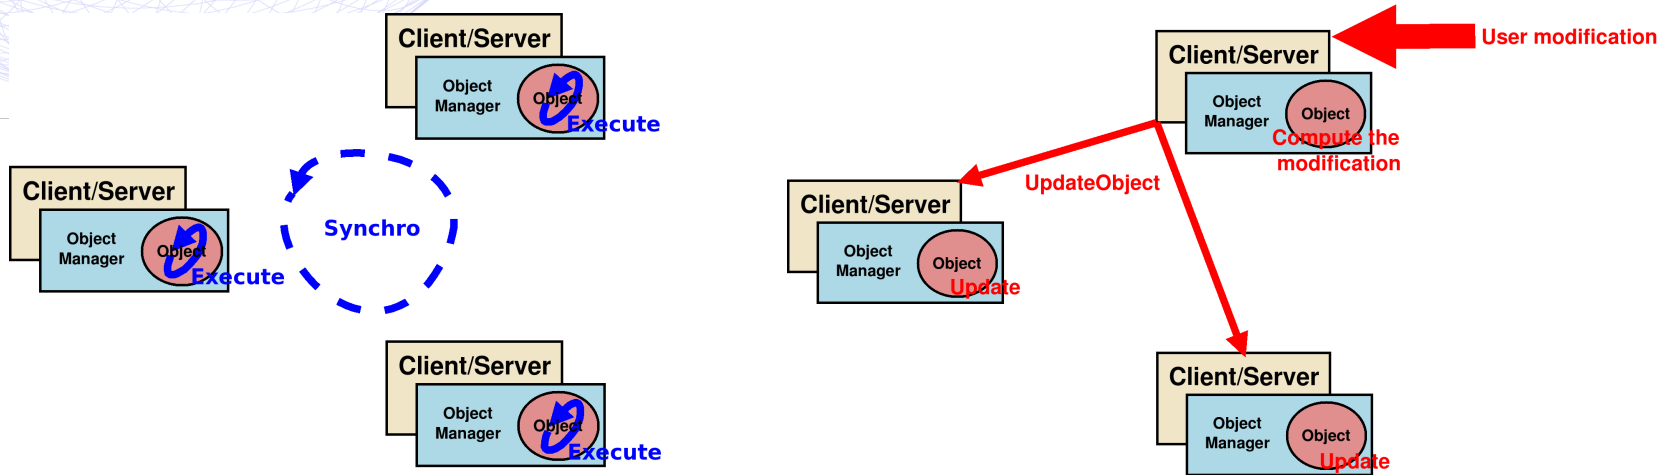 Client/Server
Object
Manager
Object
Execute
Client/Server
Object
Manager
Object
Execute
Synchro
Client/Server
Object
Manager
Object
Execute
User modification
Client/Server
Object
Manager
Object
Compute the
modification
UpdateObject
Client/Server
Object
Manager
Object
Update
Client/Server
Object
Manager
Object
Update